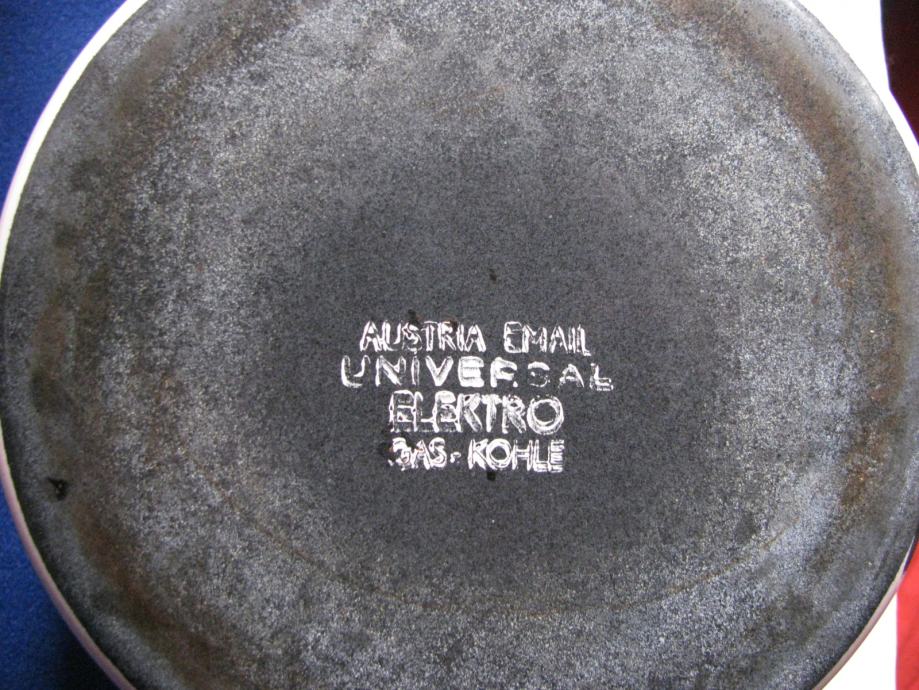 AUSTRIA EMAIL
UNIVERSAL
ELEKTRO
GAS-KOHLE